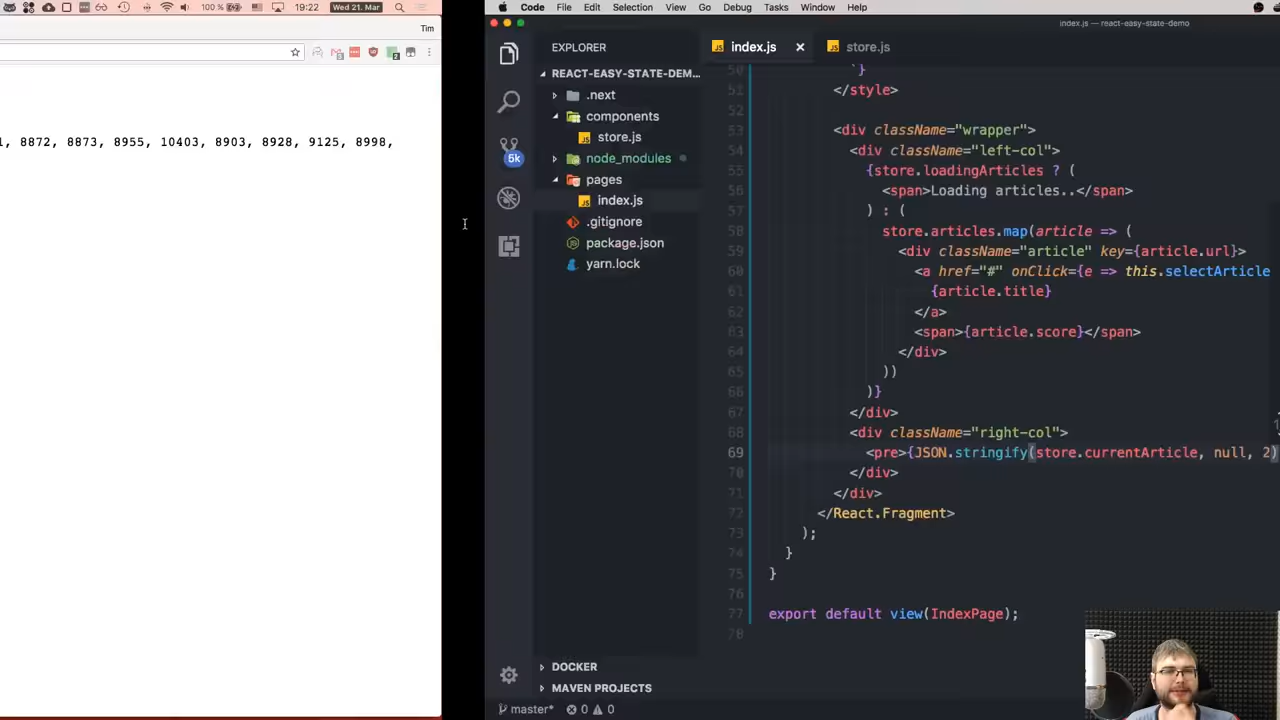 100 %
19:22
Wed 21. Mar
Tim
8872, 8873, 8955, 10403, 8903, 8928, 9125, 8998,
Code File Edit Selection View Go Debug Tasks Window Help
index.js — react-easy-state-demo
EXPLORER
REACT-EASY-STATE-DEM...
.next
components
JS store.js
node_modules
pages
JS index.js
.gitignore
package.json
yarn.lock
5k
DOCKER
MAVEN PROJECTS
master* 0 0
JS index.js ×
JS store.js
50 `}
51 </style>
52
53 <div className="wrapper">
54 <div className="left-col">
55 {store.loadingArticles ? (
56 <span>Loading articles..</span>
57 ) : (
58 store.articles.map(article => (
59 <div className="article" key={article.url}>
60 <a href="#" onClick={e => this.selectArticle
61 {article.title}
62 </a>
63 <span>{article.score}</span>
64 </div>
65 ))
66 )}
67 </div>
68 <div className="right-col">
69 <pre>{JSON.stringify(store.currentArticle, null, 2)
70 </div>
71 </div>
72 </React.Fragment>
73 );
74 }
75 }
76
77 export default view(IndexPage);
78